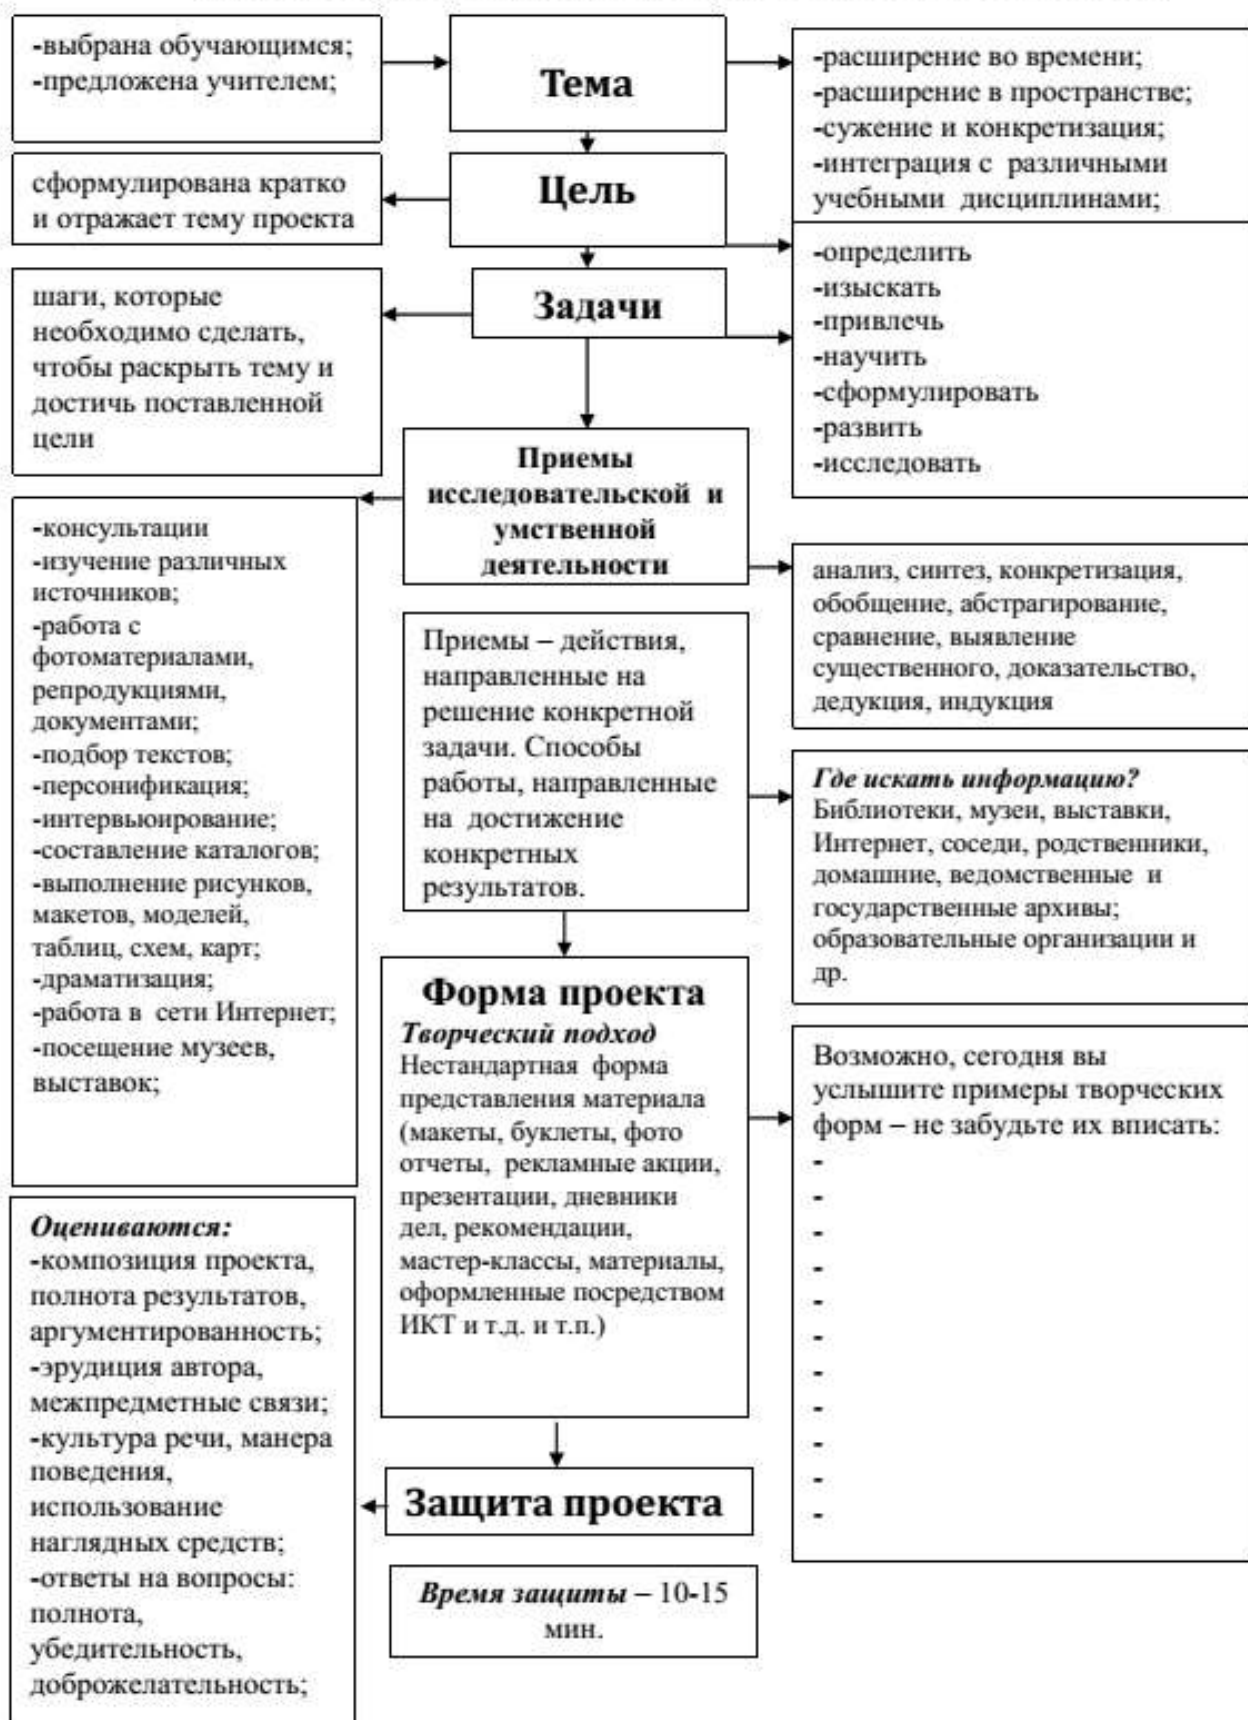 -выбрана обучающимся;
-предложена учителем;
Тема
-расширение во времени;
-расширение в пространстве;
-сужение и конкретизация;
-интеграция с различными
учебными дисциплинами;
сформулирована кратко
и отражает тему проекта
Цель
-определить
-изыскать
-привлечь
-научить
-сформулировать
-развить
-исследовать
шаги, которые
необходимо сделать,
чтобы раскрыть тему и
достичь поставленной
цели
Задачи
Приемы
исследовательской и
умственной
деятельности
-консультации
-изучение различных
источников;
-работа с
фотоматериалами,
репродукциями,
документами;
-подбор текстов;
-персонификация;
-интервьюирование;
-составление каталогов;
-выполнение рисунков,
макетов, моделей,
таблиц, схем, карт;
-драматизация;
-работа в сети Интернет;
-посещение музеев,
выставок;
анализ, синтез, конкретизация,
обобщение, абстрагирование,
сравнение, выявление
существенного, доказательство,
дедукция, индукция
Приемы – действия,
направленные на
решение конкретной
задачи. Способы
работы, направленные
на достижение
конкретных
результатов.
Где искать информацию?
Библиотеки, музеи, выставки,
Интернет, соседи, родственники,
домашние, ведомственные и
государственные архивы;
образовательные организации и
др.
Форма проекта
Творческий подход
Нестандартная форма
представления материала
(макеты, буклеты, фото
отчеты, рекламные акции,
презентации, дневники
дел, рекомендации,
мастер-классы, материалы,
оформленные посредством
ИКТ и т.д. и т.п.)
Возможно, сегодня вы
услышите примеры творческих
форм – не забудьте их вписать:
-
-
-
-
-
-
-
-
-
-
-
Оцениваются:
-композиция проекта,
полнота результатов,
аргументированность;
-эрудиция автора,
межпредметные связи;
-культура речи, манера
поведения,
использование
наглядных средств;
-ответы на вопросы:
полнота,
убедительность,
доброжелательность;
Защита проекта
Время защиты – 10-15
мин.